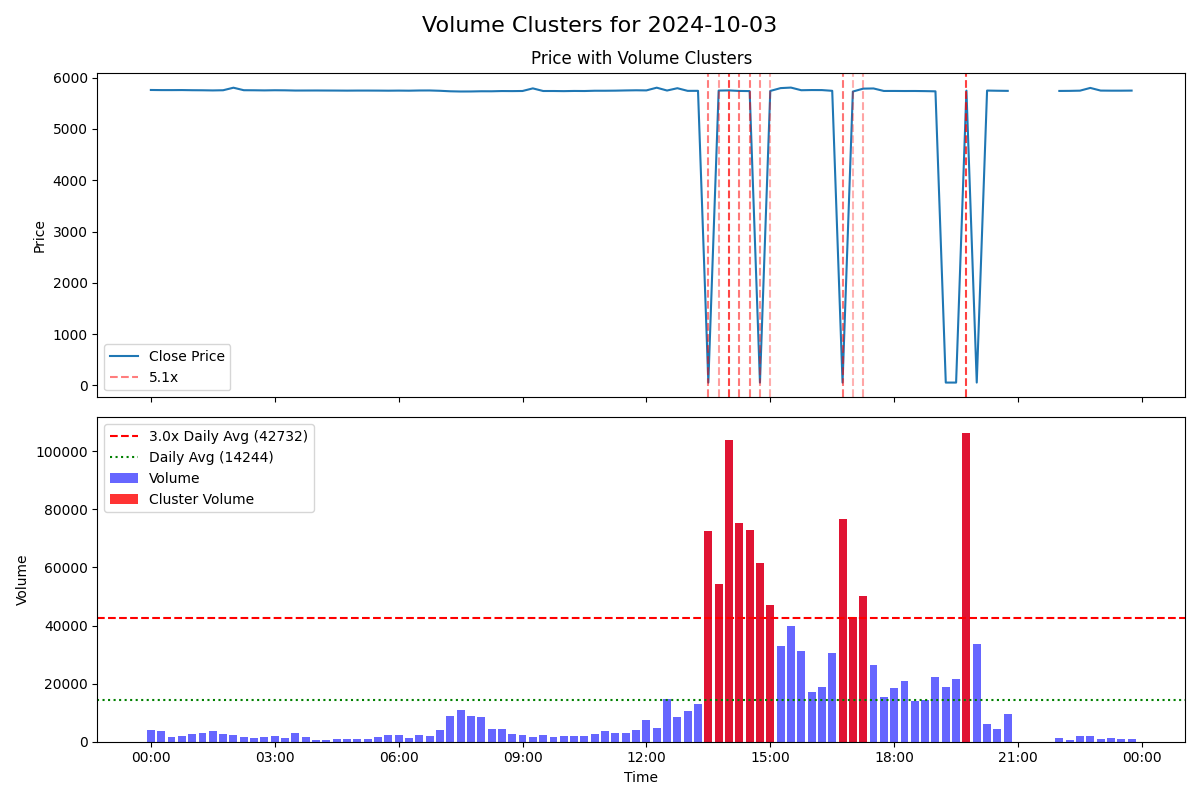 Volume Clusters for 2024-10-03
Price with Volume Clusters
6000
5000
4000
3000
2000
1000
0
Price
Close Price
5.1x
3.0x Daily Avg (42732)
Daily Avg (14244)
Volume
Cluster Volume
100000
80000
60000
40000
20000
0
Volume
00:00 03:00 06:00 09:00 12:00 15:00 18:00 21:00 00:00
Time